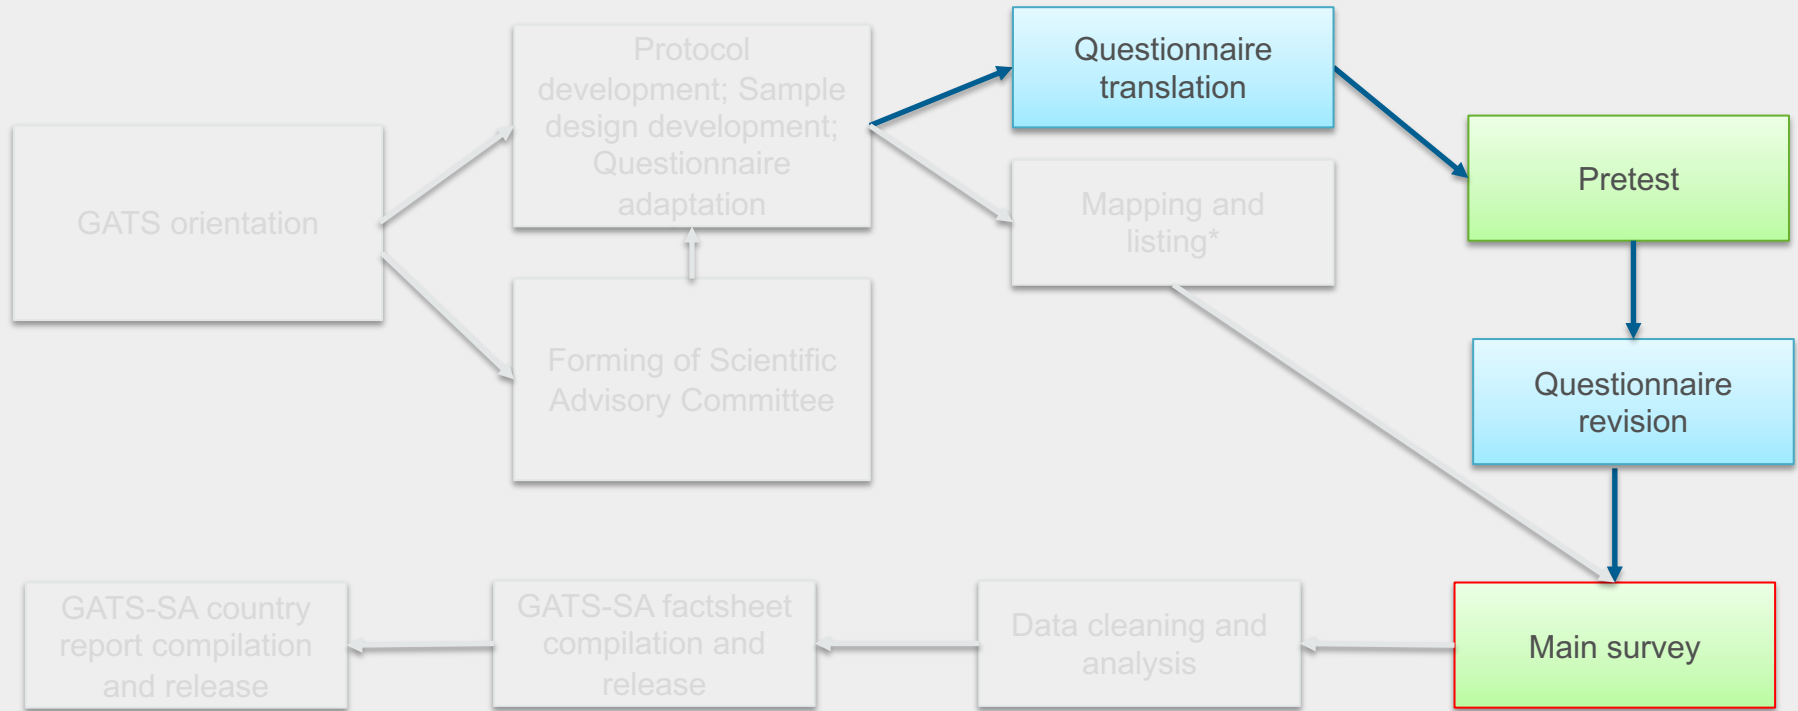 GATS orientation
Protocol
development; Sample
design development;
Questionnaire
adaptation
Forming of Scientific
Advisory Committee
Questionnaire
translation
Mapping and
listing*
Pretest
Questionnaire
revision
Main survey
Data cleaning and
analysis
GATS-SA factsheet
compilation and
release
GATS-SA country
report compilation
and release